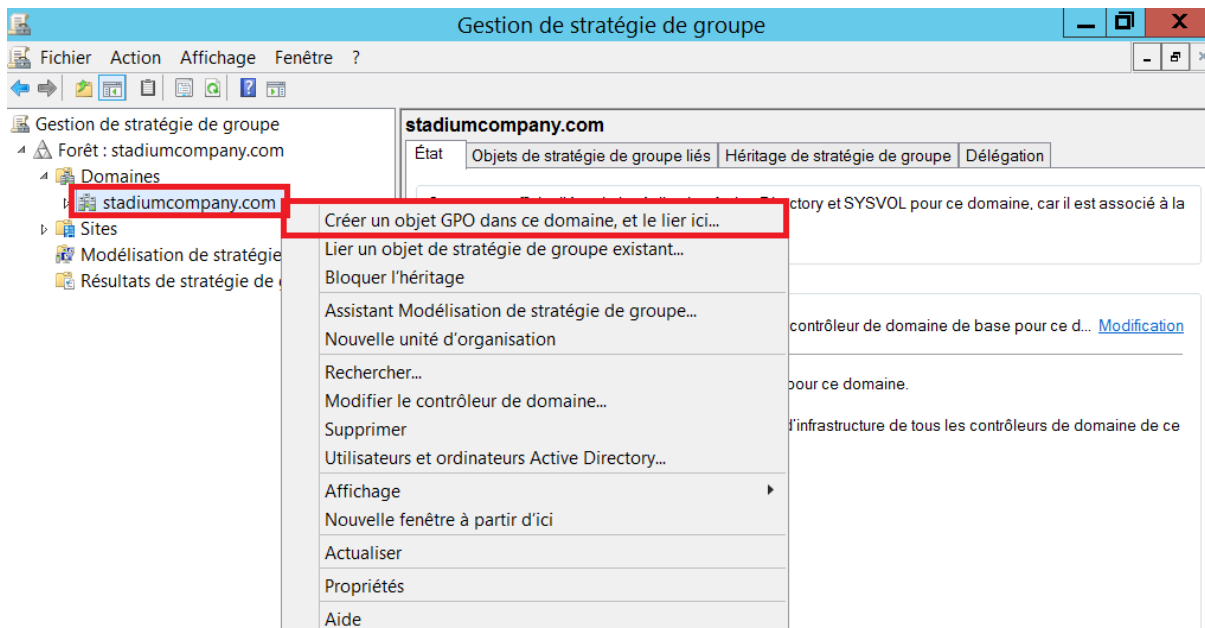 Gestion de stratégie de groupe
Fichier Action Affichage Fenêtre ?
Gestion de stratégie de groupe
Forêt : stadiumcompany.com
Domaines
stadiumcompany.com
Sites
Modélisation de stratégie
Résultats de stratégie de
stadiumcompany.com
État Objets de stratégie de groupe liés Héritage de stratégie de groupe Délégation
et SYSVOL pour ce domaine, car il est associé à la
contrôleur de domaine de base pour ce d... Modification
pour ce domaine.
d'infrastructure de tous les contrôleurs de domaine de ce
Créer un objet GPO dans ce domaine, et le lier ici...
Lier un objet de stratégie de groupe existant...
Bloquer l'héritage
Assistant Modélisation de stratégie de groupe...
Nouvelle unité d'organisation
Rechercher...
Modifier le contrôleur de domaine...
Supprimer
Utilisateurs et ordinateurs Active Directory...
Affichage
Nouvelle fenêtre à partir d'ici
Actualiser
Propriétés
Aide